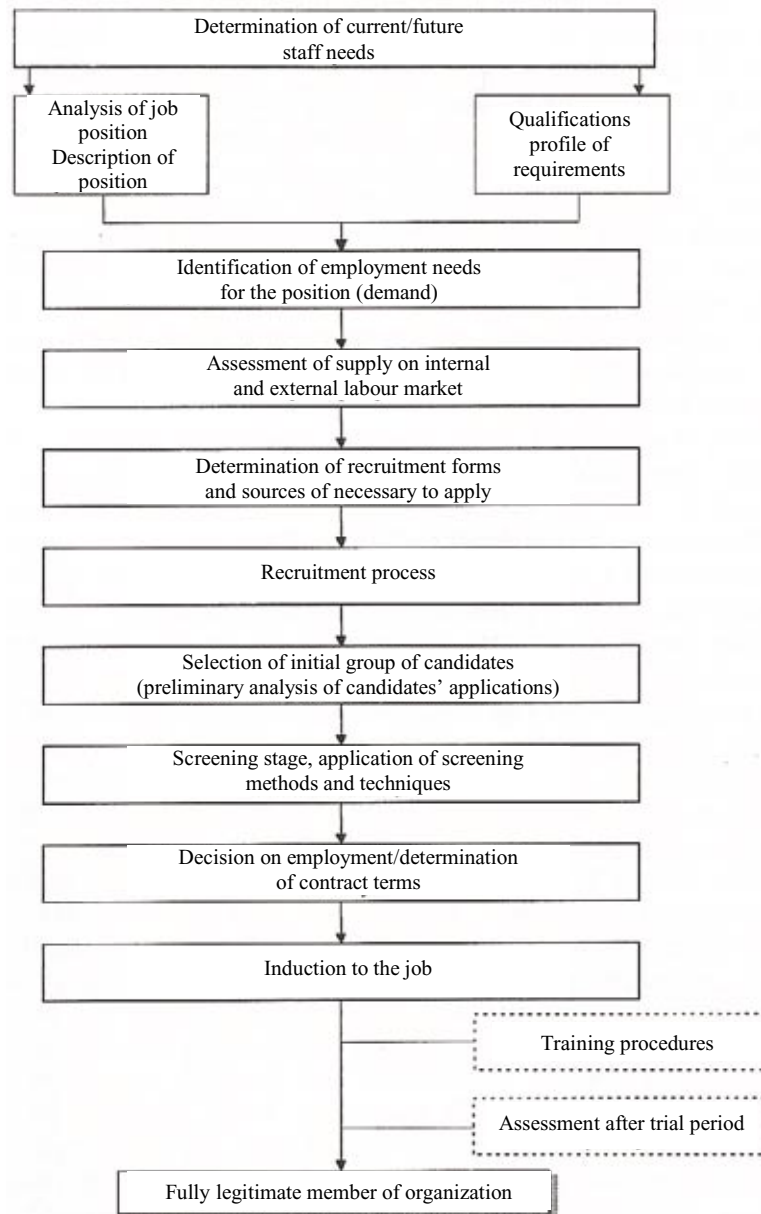 Determination of current/future
staff needs
Analysis of job
position
Description of
position
Qualifications
profile of
requirements
Identification of employment needs
for the position (demand)
Assessment of supply on internal
and external labour market
Determination of recruitment forms
and sources of necessary to apply
Recruitment process
Selection of initial group of candidates
(preliminary analysis of candidates’ applications)
Screening stage, application of screening
methods and techniques
Decision on employment/determination
of contract terms
Induction to the job
Training procedures
Assessment after trial period
Fully legitimate member of organization